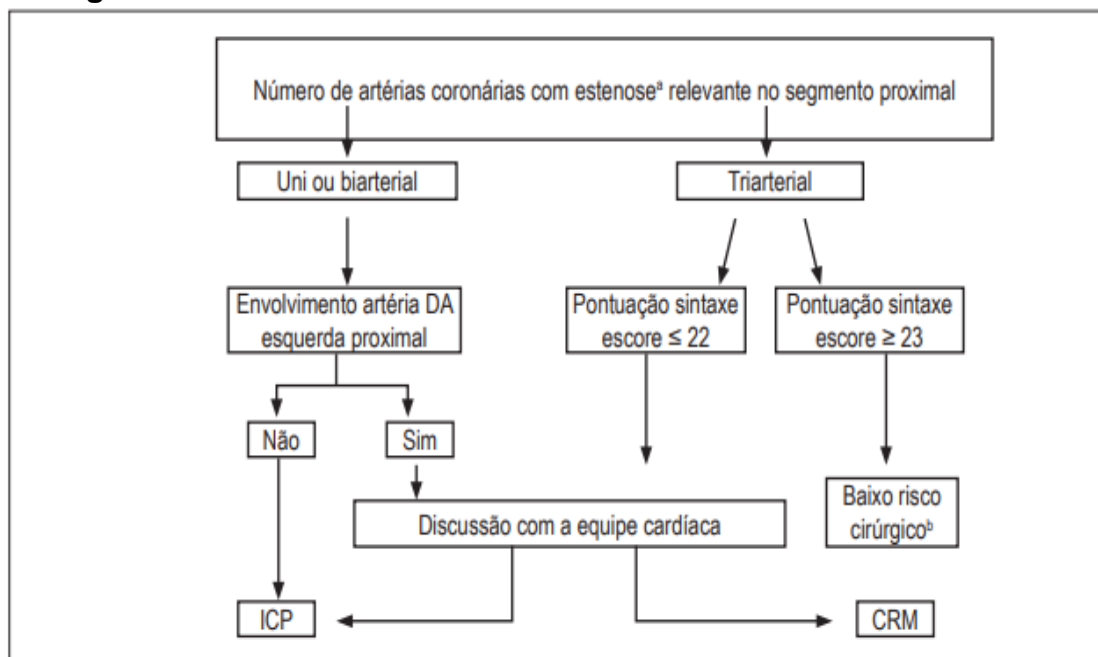 Número de artérias coronárias com estenoseª relevante no segmento proximal
Uni ou biarterial
Triarterial
Envolvimento artéria DA
esquerda proximal
Pontuação sintaxe
escore ≤ 22
Pontuação sintaxe
escore ≥ 23
Não
Sim
Baixo risco
cirúrgicoᵇ
Discussão com a equipe cardíaca
ICP
CRM